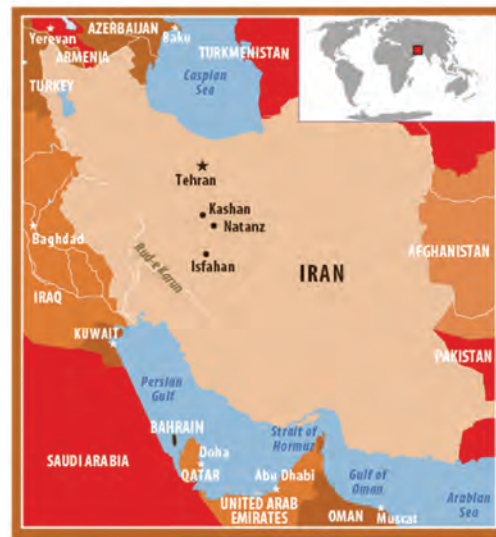 AZERBAIJAN
Yerevan
Baku
ARMENIA
TURKMENISTAN
TURKEY
Caspian
Sea
Tehran
Kashan
Natanz
Baghdad
Rud-e Karun
Isfahan
IRAN
AFGHANISTAN
IRAQ
KUWAIT
PAKISTAN
Persian
Gulf
BAHRAIN
Strait of
Hormuz
Doha
SAUDI ARABIA
QATAR
Abu Dhabi
Gulf of
Oman
Arabian
Sea
UNITED ARAB
EMIRATES
OMAN
Muscat